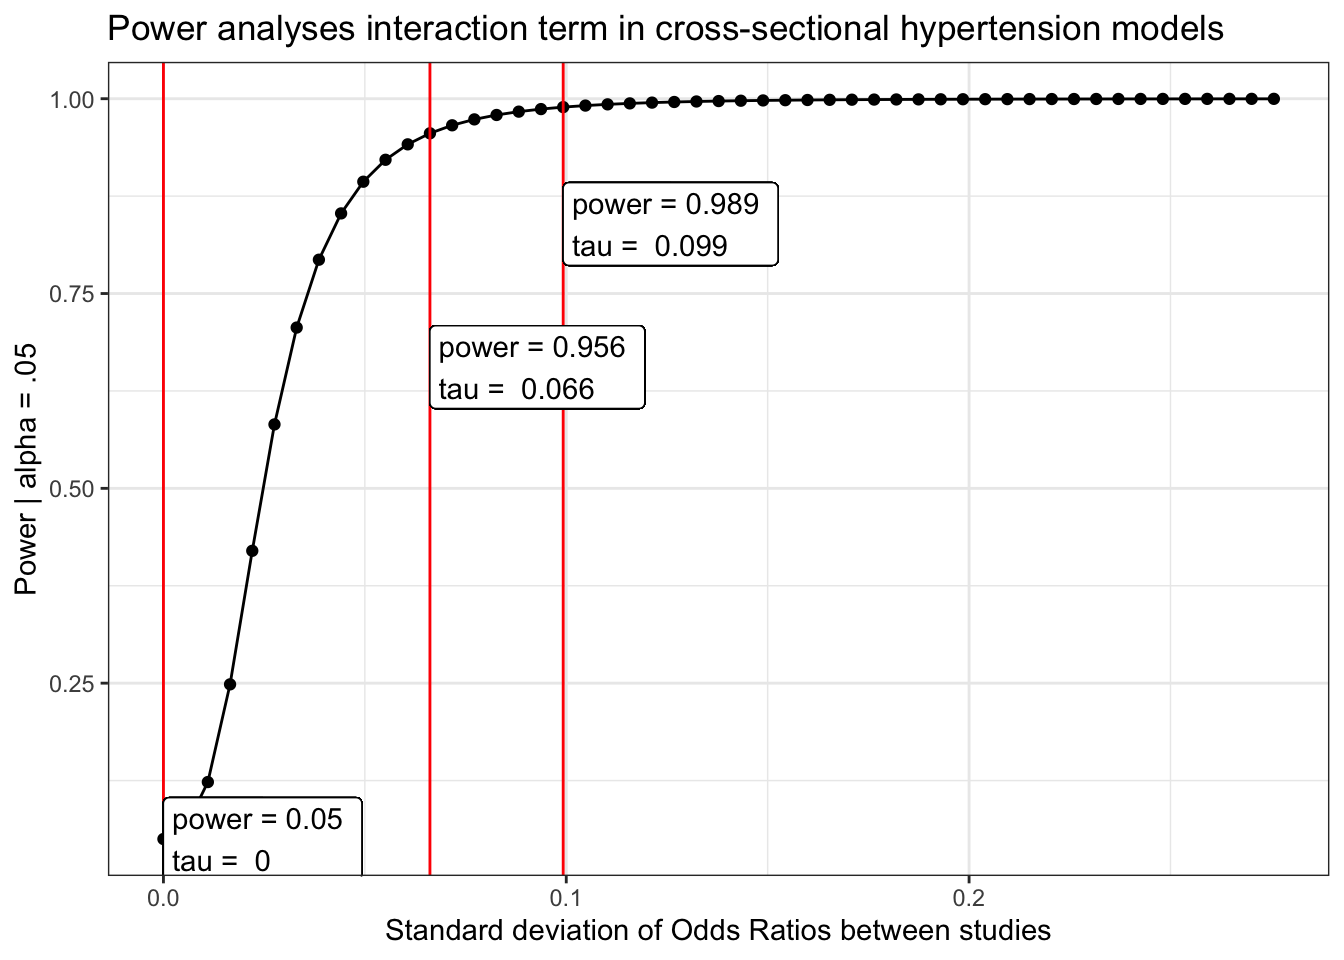 Power analyses interaction term in cross-sectional hypertension models
Power | alpha = .05
1.00
0.75
0.50
0.25
power = 0.989
tau =  0.099
power = 0.956
tau =  0.066
power = 0.05
tau =  0
0.0
0.1
0.2
Standard deviation of Odds Ratios between studies